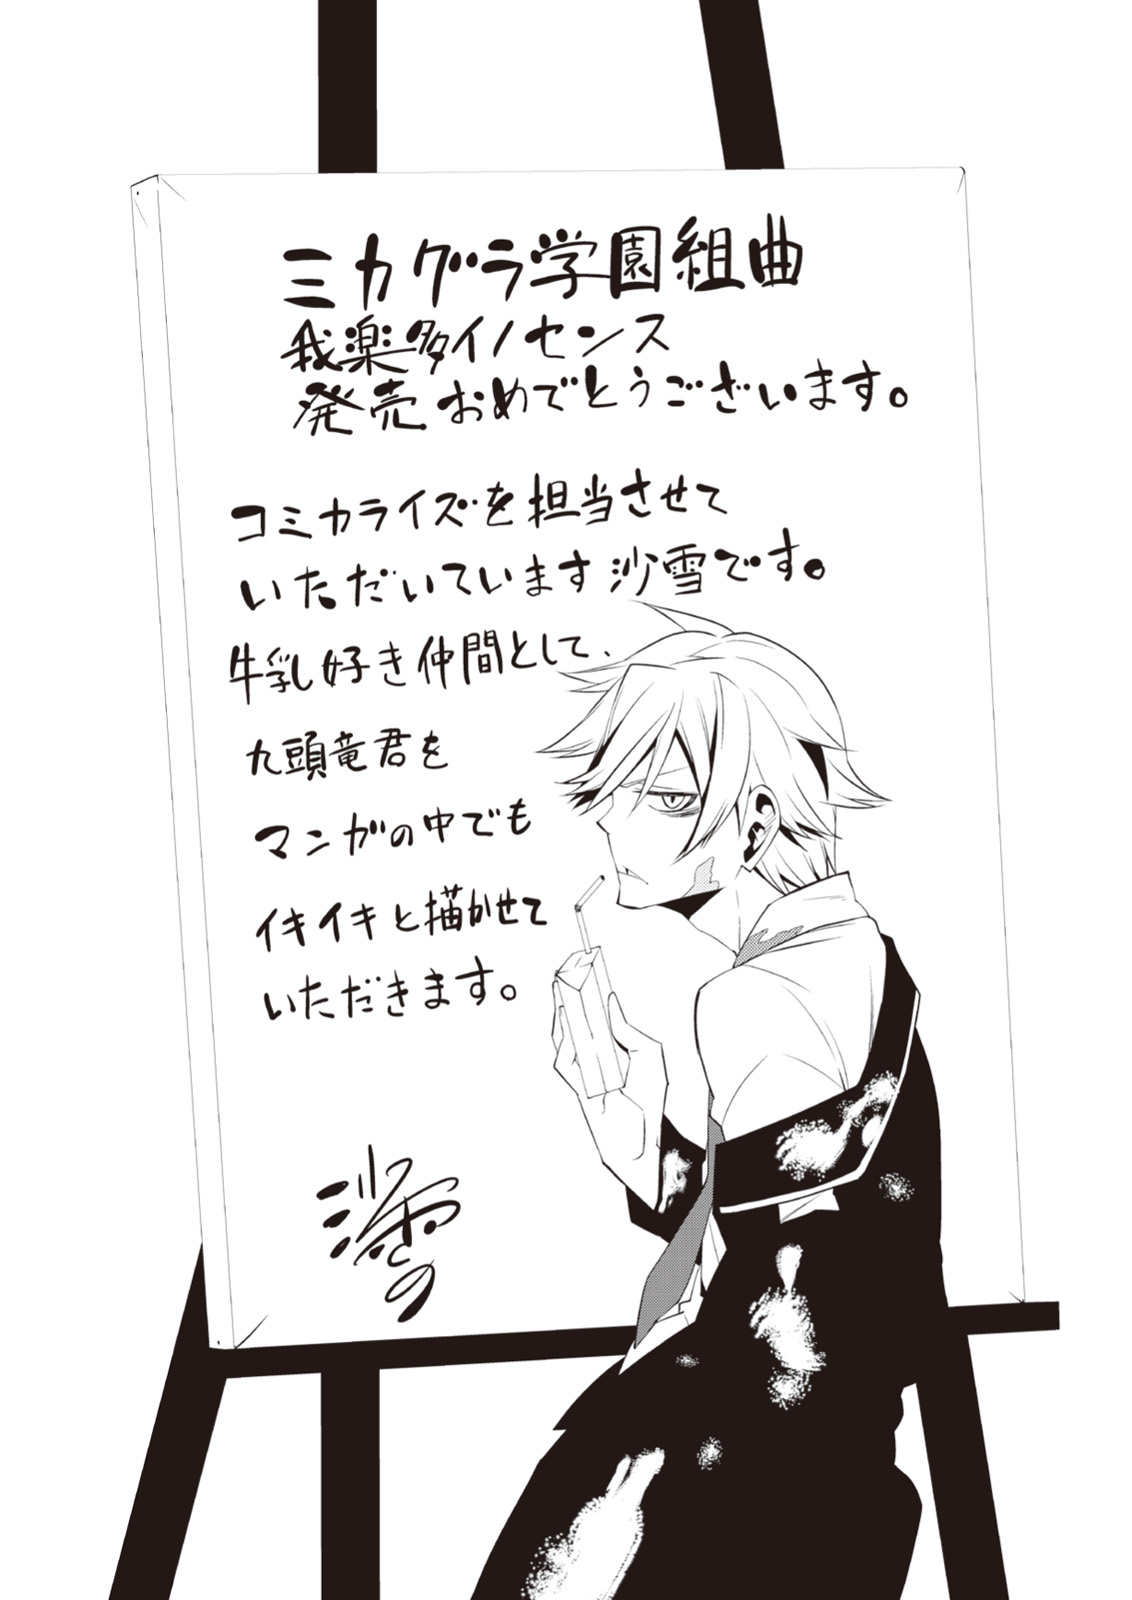 ミカグラ学園組曲
我楽多イノセンス
発売おめでとうございます。
コミカライズを担当させて
いただいています沙雪です。
牛乳好き仲間として、
九頭竜君を
マンガの中でも
イキイキと描かせて
いただきます。
沙雪